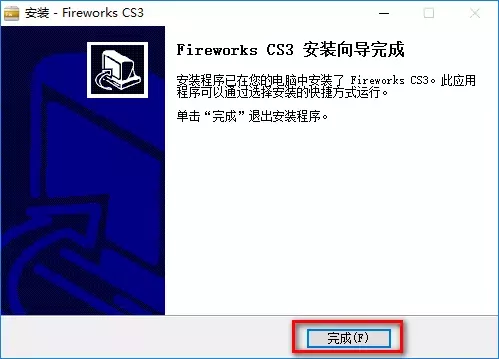 安装 - Fireworks CS3
Fireworks CS3 安装向导完成
安装程序已在您的电脑中安装了 Fireworks CS3。此应用
程序可以通过选择安装的快捷方式运行。
单击“完成”退出安装程序。
完成(F)